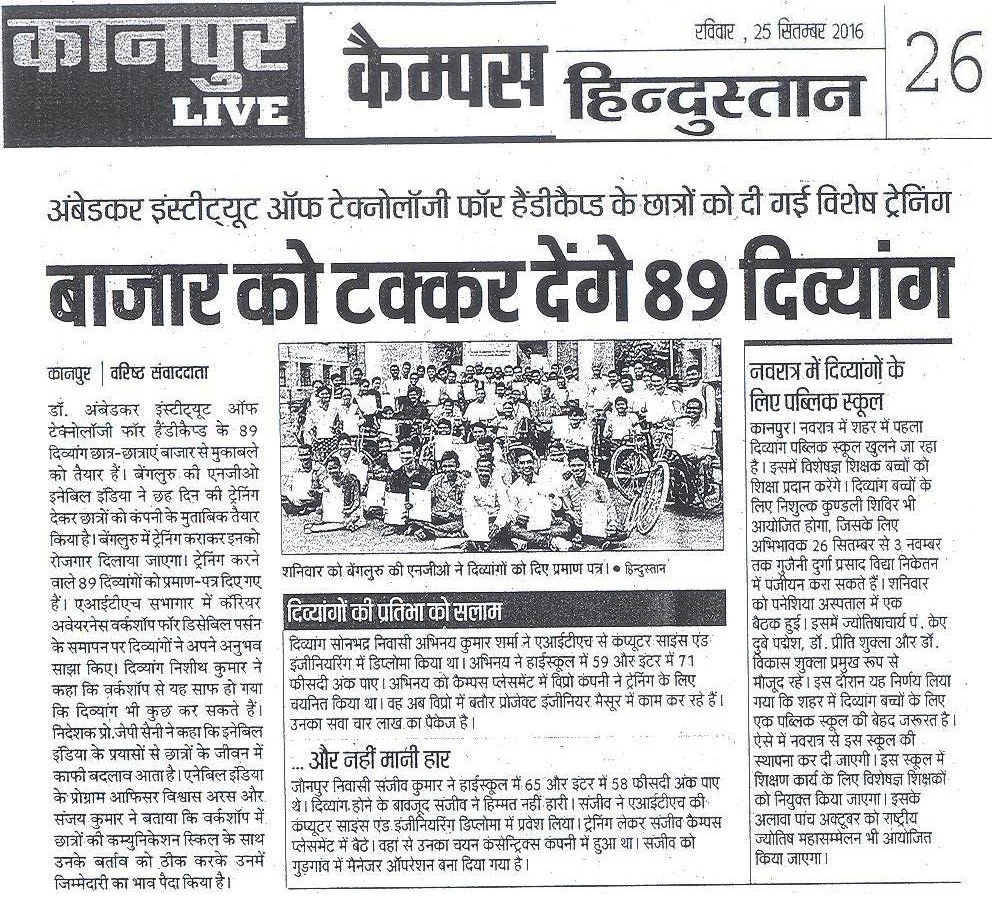 कानपुर
LIVE
कैम्पस
रविवार , 25 सितम्बर 2016
हिन्दुस्तान
26
अंबेडकर इंस्टीट्यूट ऑफ टेक्नोलॉजी फॉर हैंडीकैप्ड के छात्रों को दी गई विशेष ट्रेनिंग
बाजार को टक्कर देंगे 89 दिव्यांग
कानपुर | वरिष्ठ संवाददाता
डॉ. अंबेडकर इंस्टीट्यूट ऑफ
टेक्नोलॉजी फॉर हैंडीकैप्ड के 89
दिव्यांग छात्र-छात्राएं बाजार से मुकाबले
को तैयार हैं। बेंगलुरु की एनजीओ
इनेबिल इंडिया ने छह दिन की ट्रेनिंग
देकर छात्रों को कंपनी के मुताबिक तैयार
किया है। बेंगलुरु में ट्रेनिंग कराकर इनको
रोजगार दिलाया जाएगा। ट्रेनिंग करने
वाले 89 दिव्यांगों को प्रमाण-पत्र दिए गए
हैं। एआईटीएच सभागार में कॅरियर
अवेयरनेस वर्कशॉप फॉर डिसेबिल पर्सन
के समापन पर दिव्यांगों ने अपने अनुभव
साझा किए। दिव्यांग निशीथ कुमार ने
कहा कि वर्कशॉप से यह साफ हो गया
कि दिव्यांग भी कुछ कर सकते हैं।
निदेशक प्रो.जेपी सैनी ने कहा कि इनेबिल
इंडिया के प्रयासों से छात्रों के जीवन में
काफी बदलाव आता है। एनेबिल इंडिया
के प्रोग्राम आफिसर विश्वास अरस और
संजय कुमार ने बताया कि वर्कशॉप में
छात्रों की कम्युनिकेशन स्किल के साथ
उनके बर्ताव को ठीक करके उनमें
जिम्मेदारी का भाव पैदा किया है।
शनिवार को बेंगलुरु की एनजीओ ने दिव्यांगों को दिए प्रमाण पत्र। ● हिन्दुस्तान
दिव्यांगों की प्रतिभा को सलाम
दिव्यांग सोनभद्र निवासी अभिनय कुमार शर्मा ने एआईटीएच से कंप्यूटर साइंस एंड
इंजीनियरिंग में डिप्लोमा किया था। अभिनय ने हाईस्कूल में 59 और इंटर में 71
फीसदी अंक पाए। अभिनय को कैम्पस प्लेसमेंट में विप्रो कंपनी ने ट्रेनिंग के लिए
चयनित किया था। वह अब विप्रो में बतौर प्रोजेक्ट इंजीनियर मैसूर में काम कर रहे हैं।
उनका सवा चार लाख का पैकेज है।
... और नहीं मानी हार
जौनपुर निवासी संजीव कुमार ने हाईस्कूल में 65 और इंटर में 58 फीसदी अंक पाए
थे। दिव्यांग होने के बावजूद संजीव ने हिम्मत नहीं हारी। संजीव ने एआईटीएच की
कंप्यूटर साइंस एंड इंजीनियरिंग डिप्लोमा में प्रवेश लिया। ट्रेनिंग लेकर संजीव कैम्पस
प्लेसमेंट में बैठे। वहां से उनका चयन कंसेन्ट्रिक्स कंपनी में हुआ था। संजीव को
गुड़गांव में मैनेजर ऑपरेशन बना दिया गया है।
नवरात्र में दिव्यांगों के
लिए पब्लिक स्कूल
कानपुर। नवरात्र में शहर में पहला
दिव्यांग पब्लिक स्कूल खुलने जा रहा
है। इसमें विशेषज्ञ शिक्षक बच्चों को
शिक्षा प्रदान करेंगे। दिव्यांग बच्चों के
लिए निशुल्क कुण्डली शिविर भी
आयोजित होगा, जिसके लिए
अभिभावक 26 सितम्बर से 3 नवम्बर
तक गुजैनी दुर्गा प्रसाद विद्या निकेतन
में पंजीयन करा सकते हैं। शनिवार
को पनेशिया अस्पताल में एक
बैठक हुई। इसमें ज्योतिषाचार्य पं. केए
दुबे पद्मेश, डॉ. प्रीति शुक्ला और डॉ.
विकास शुक्ला प्रमुख रूप से
मौजूद रहे। इस दौरान यह निर्णय लिया
गया कि शहर में दिव्यांग बच्चों के लिए
एक पब्लिक स्कूल की बेहद जरूरत है।
ऐसे में नवरात्र से इस स्कूल की
स्थापना कर दी जाएगी। इस स्कूल में
शिक्षण कार्य के लिए विशेषज्ञ शिक्षकों
को नियुक्त किया जाएगा। इसके
अलावा पांच अक्टूबर को राष्ट्रीय
ज्योतिष महासम्मेलन भी आयोजित
किया जाएगा।